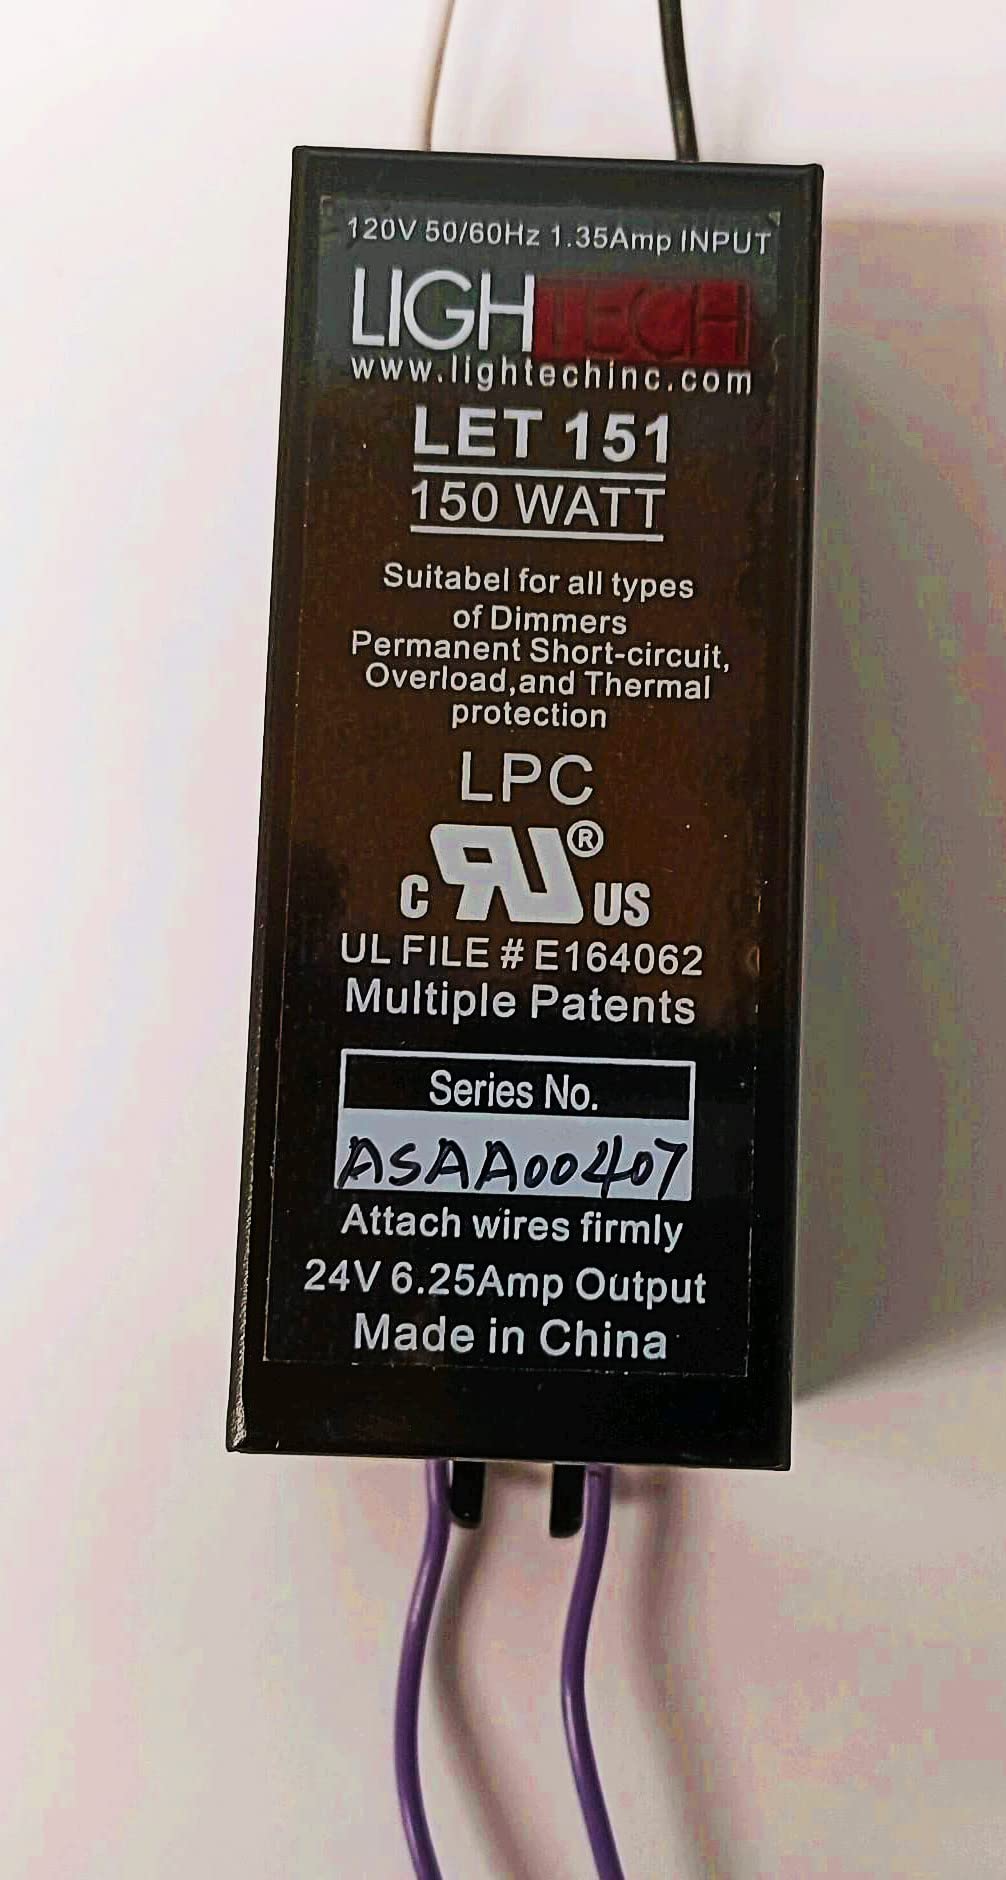 120V 50/60Hz 1.35Amp INPUT
LIGHTECH
www.lightechinc.com
LET 151
150 WATT
Suitabel for all types
of Dimmers
Permanent Short-circuit,
Overload,and Thermal
protection
LPC
C RU® US
UL FILE # E164062
Multiple Patents
Series No.
ASAA00407
Attach wires firmly
24V 6.25Amp Output
Made in China